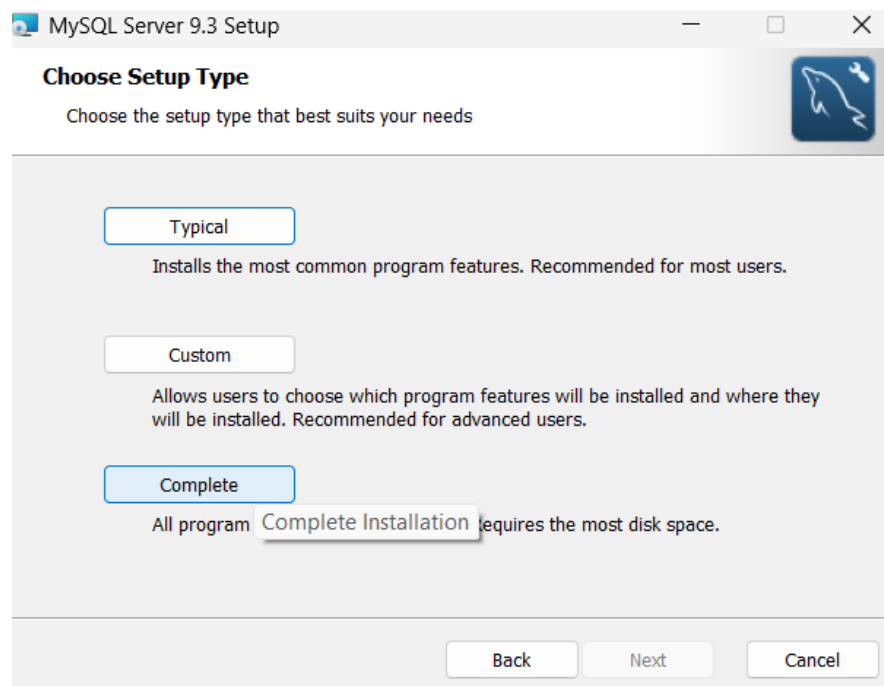 MySQL Server 9.3 Setup
Choose Setup Type
Choose the setup type that best suits your needs
Typical
Installs the most common program features. Recommended for most users.
Custom
Allows users to choose which program features will be installed and where they
will be installed. Recommended for advanced users.
Complete
All program Complete Installation equires the most disk space.
Back Next Cancel